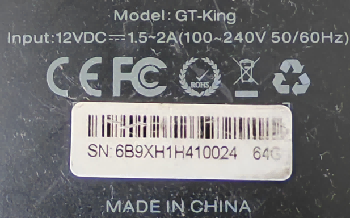 Model: GT-King
Input:12VDC⎓1.5~2A(100~240V 50/60Hz)
CE FC RoHS
SN: 6B9XH1H410024 64G
MADE IN CHINA